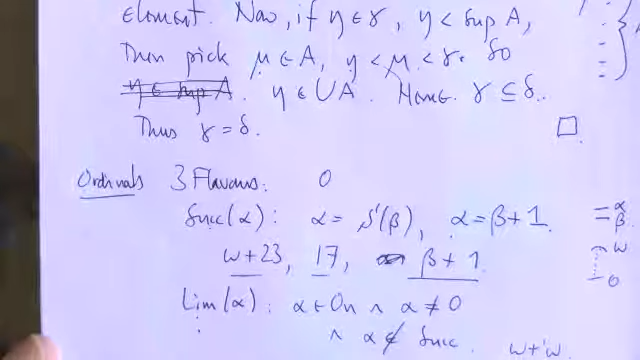 element. Now, if η ∈ γ, η < sup A,
Then pick μ ∈ A, η < μ < γ. So
η ∈ sup A. η ∈ ∪A. Hence γ ⊆ δ.
Thus γ = δ. □
Ordinals 3 Flavours: 0
Succ(α): α = S'(β), α = β + 1.
ω + 23, 17, β + 1.
Lim(α): α ∈ On ∧ α ≠ 0
∧ α ∉ Succ.
ω + ω
α
β
ω
0